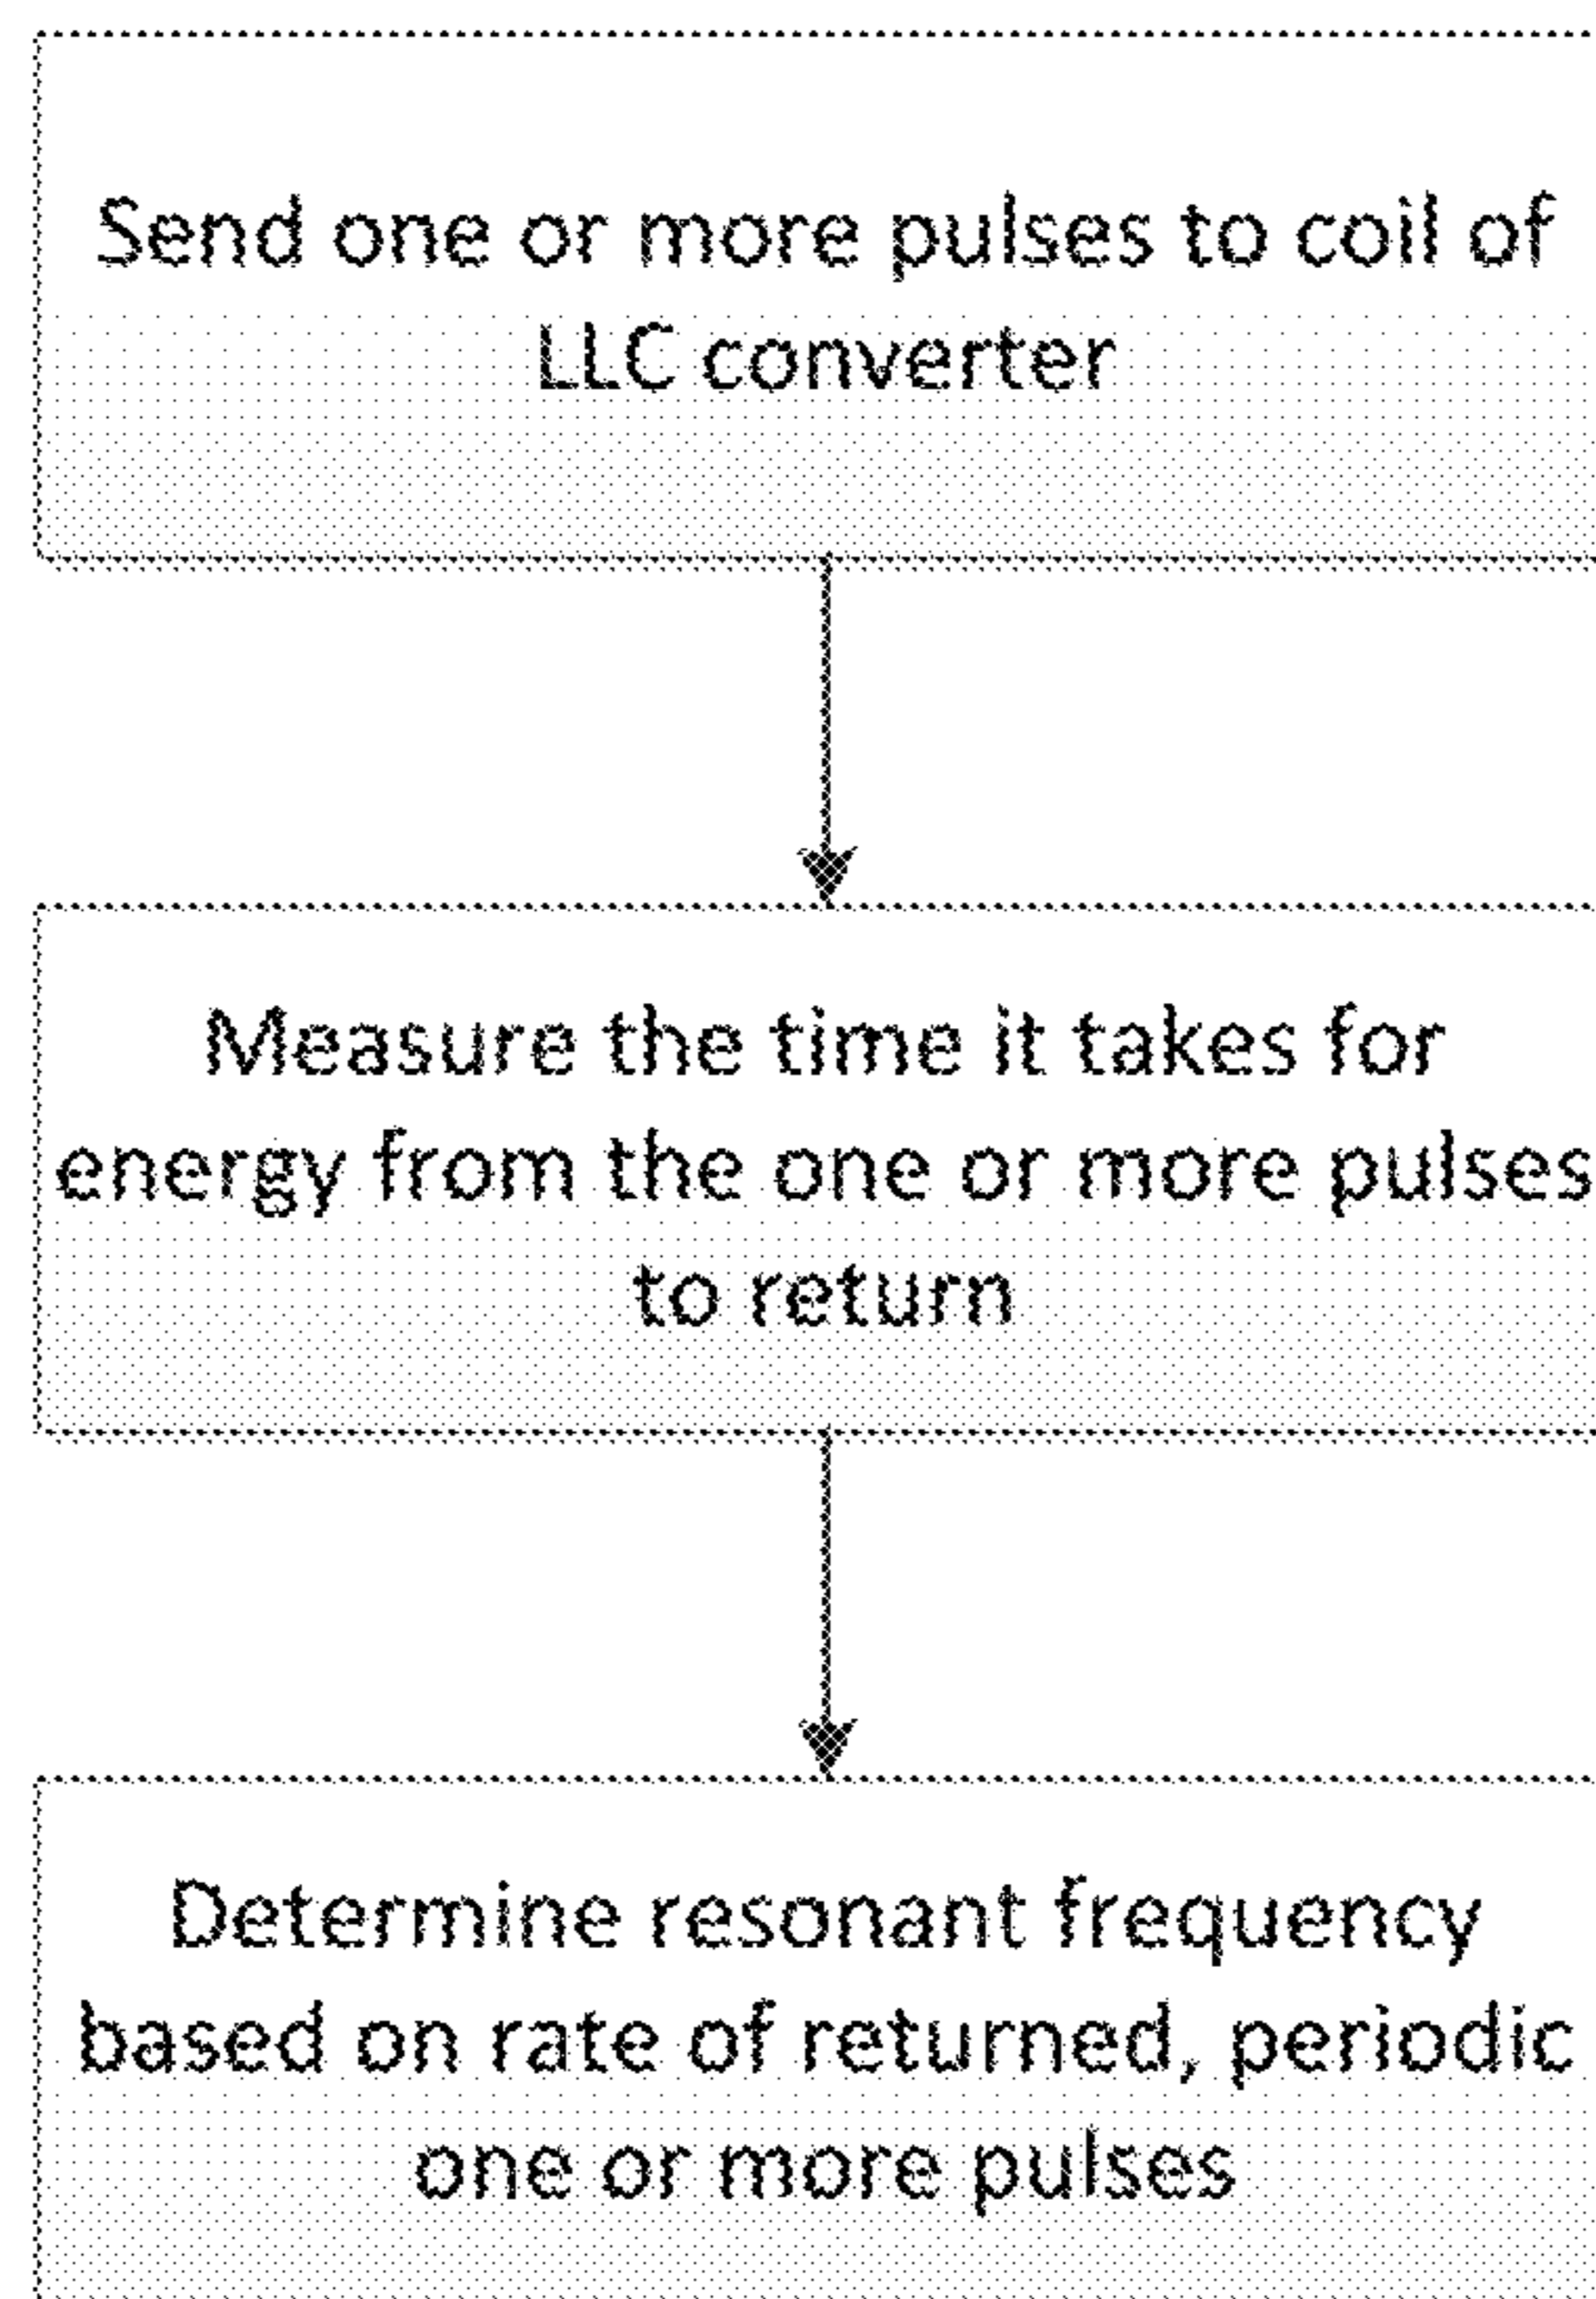 Send one or more pulses to coil of
LLC converter
Measure the time it takes for
energy from the one or more pulses
to return
Determine resonant frequency
based on rate of returned, periodic
one or more pulses